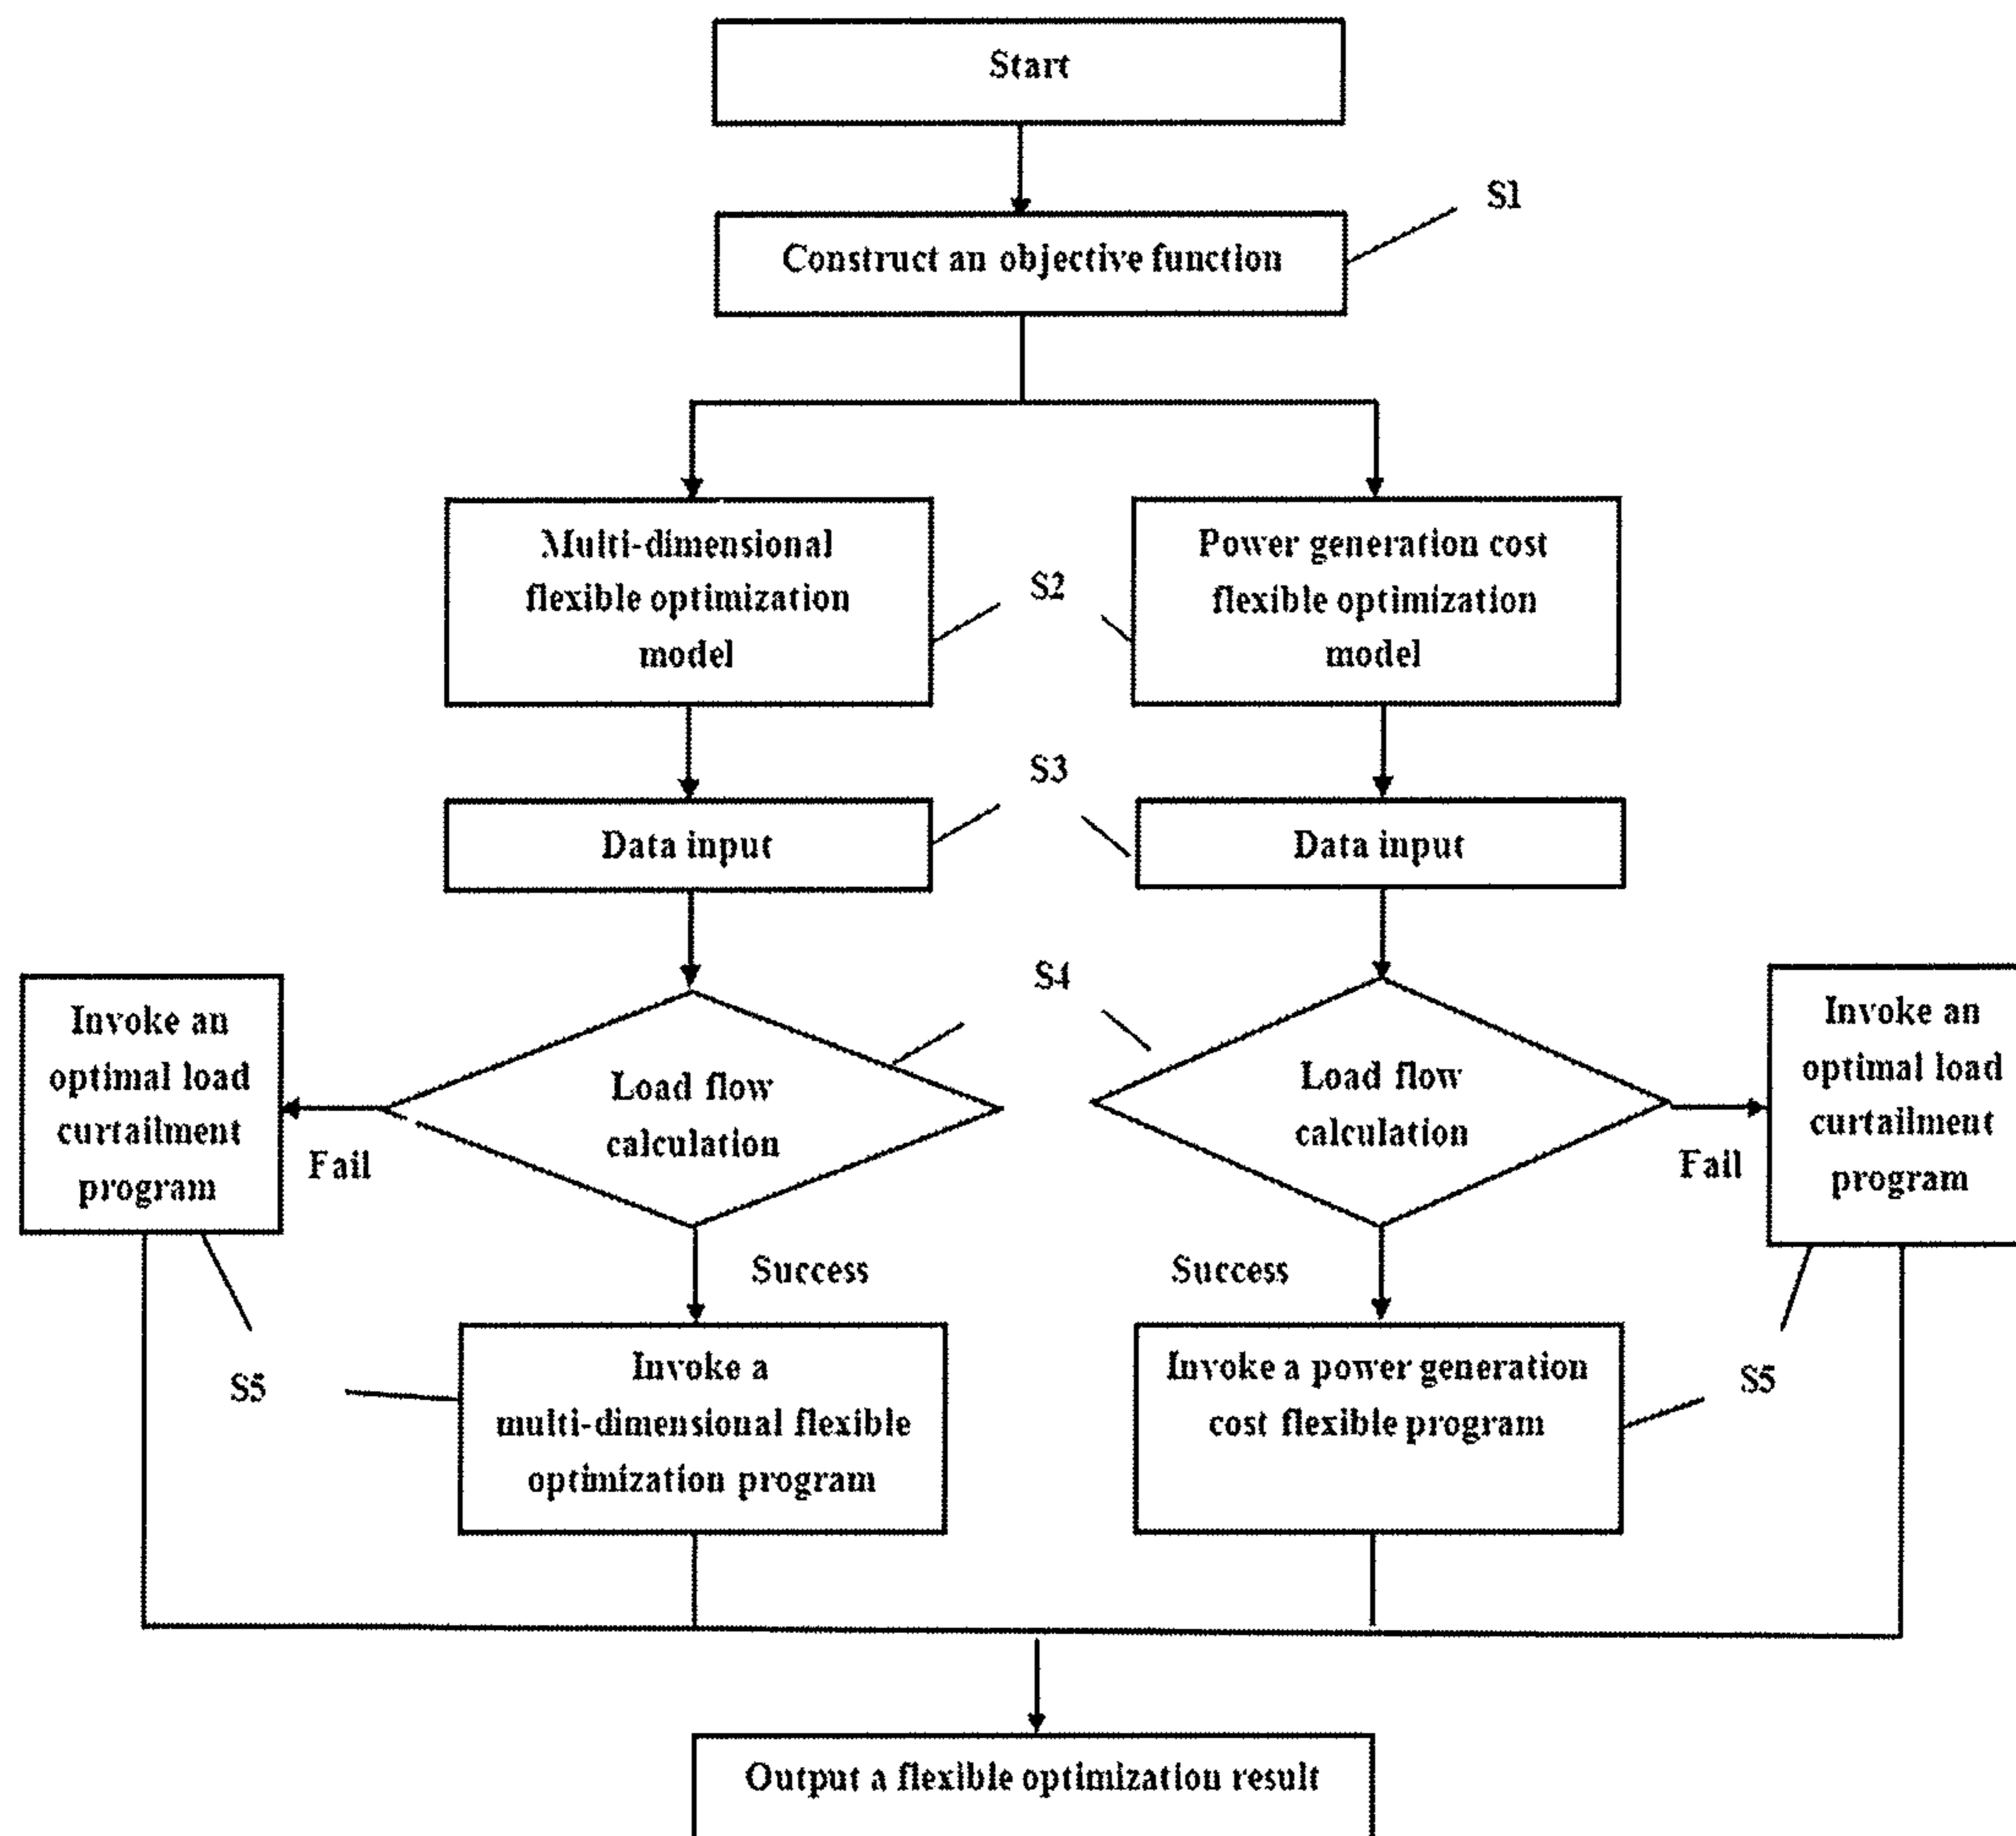 Start
S1
Construct an objective function
Multi-dimensional
flexible optimization
model
S2
Power generation cost
flexible optimization
model
S3
Data input
Data input
S4
Invoke an
optimal load
curtailment
program
Fail
Load flow
calculation
Load flow
calculation
Fail
Invoke an
optimal load
curtailment
program
Success
Success
S5
Invoke a
multi-dimensional flexible
optimization program
Invoke a power generation
cost flexible program
S5
Output a flexible optimization result